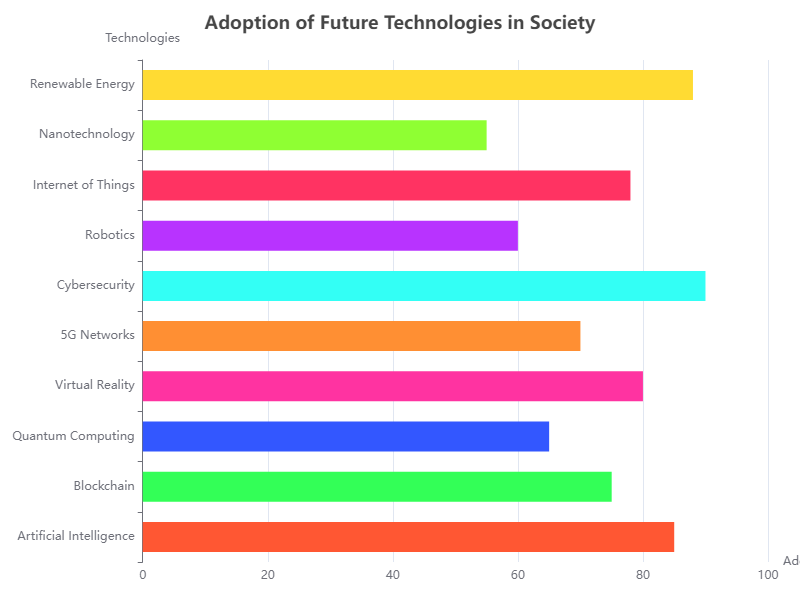 Adoption of Future Technologies in Society
Technologies
Renewable Energy
Nanotechnology
Internet of Things
Robotics
Cybersecurity
5G Networks
Virtual Reality
Quantum Computing
Blockchain
Artificial Intelligence
0 20 40 60 80 100